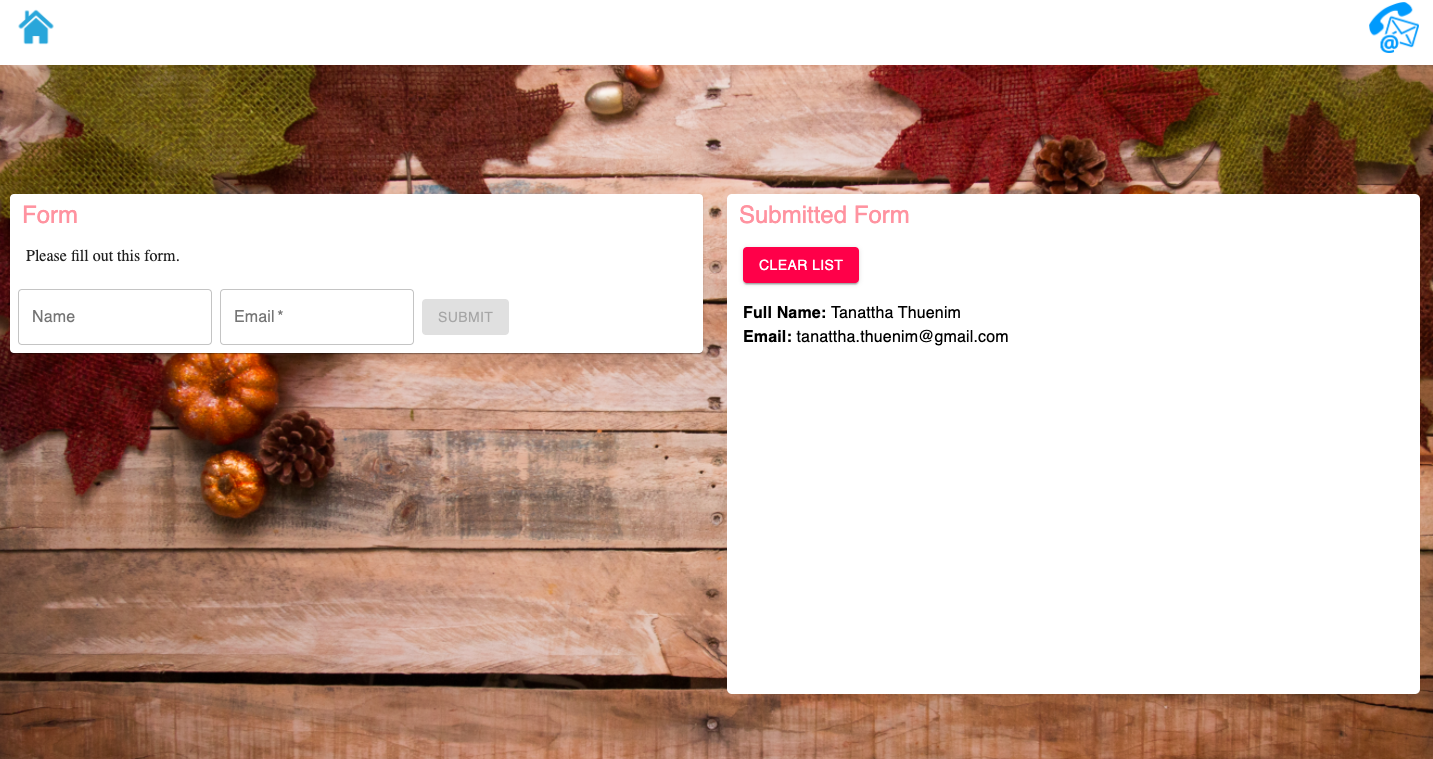 Form
Please fill out this form.
Name
Email *
SUBMIT
Submitted Form
CLEAR LIST
Full Name: Tanattha Thuenim
Email: tanattha.thuenim@gmail.com
@